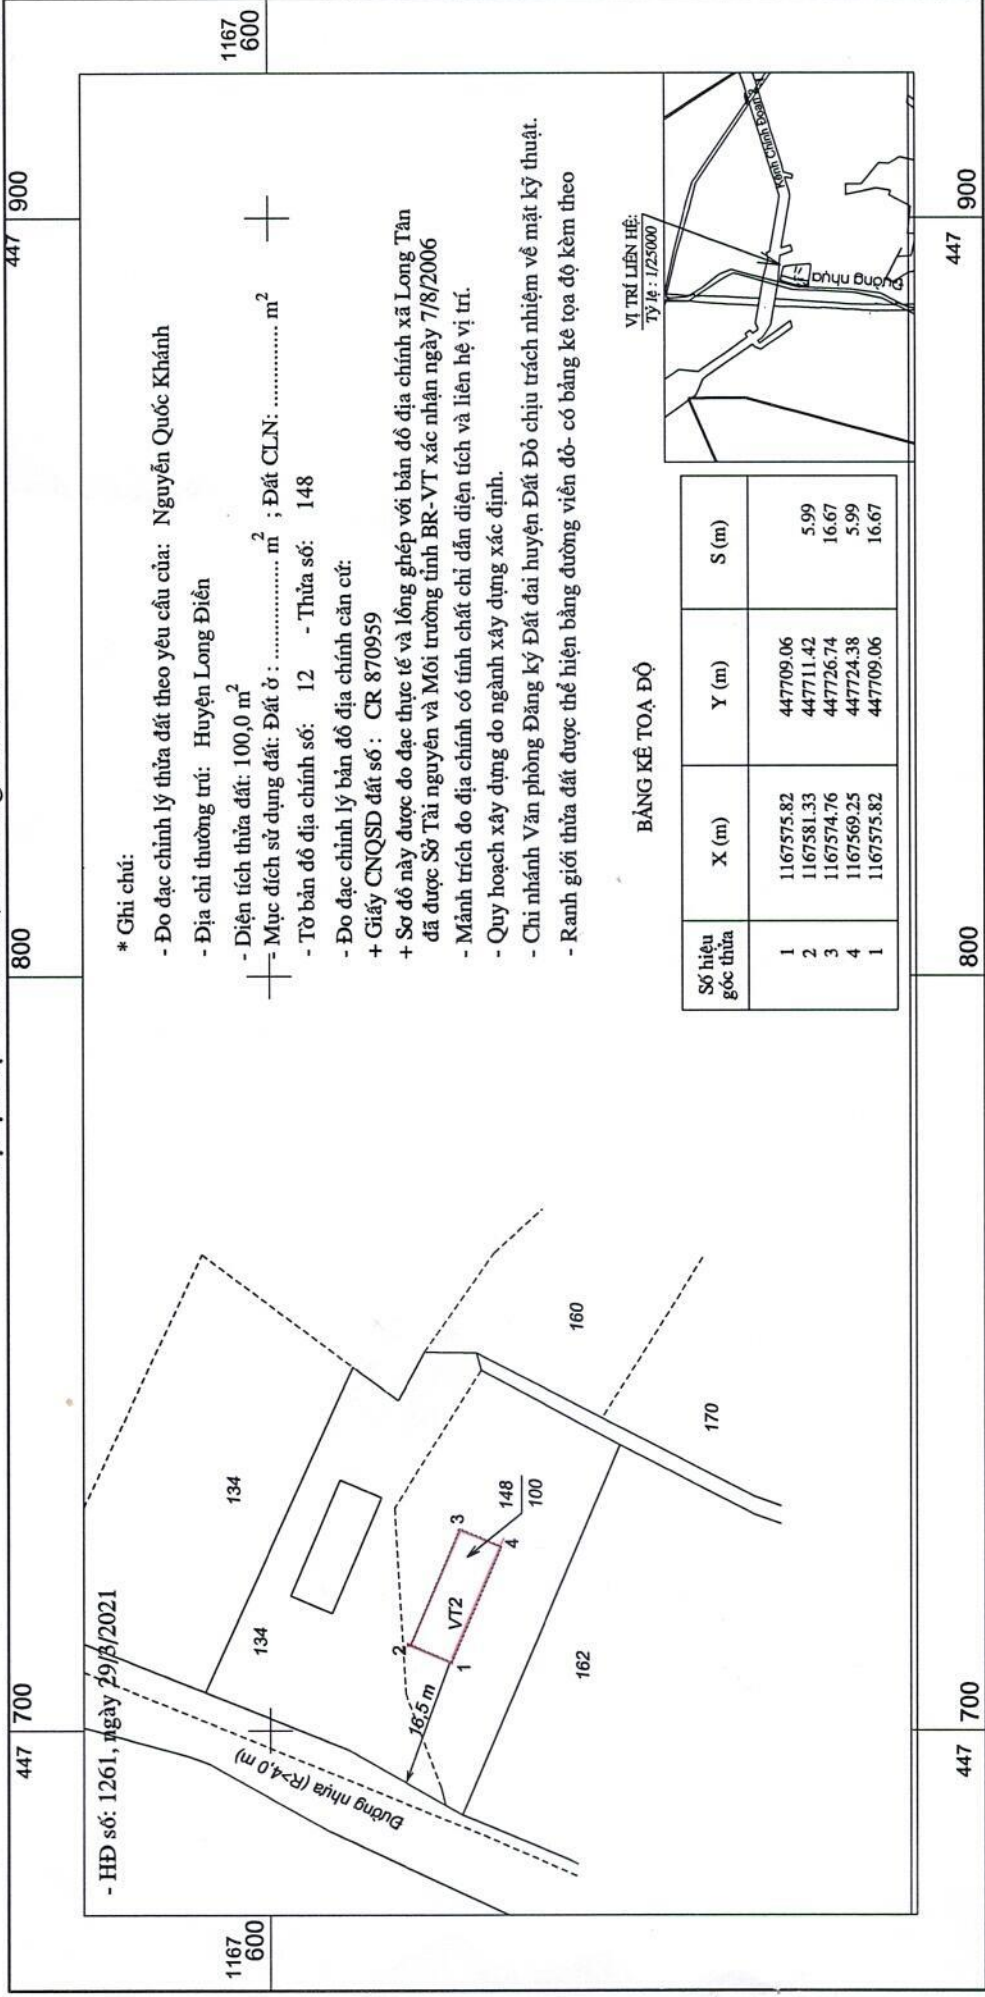 447
700
800
447
900
1167
600
1167
600
- HĐ số: 1261, ngày 29/3/2021
134
134
Đường nhựa (R>4,0 m)
16,5 m
2
1
VT2
3
4
148
100
162
160
170
* Ghi chú:
- Đo đạc chỉnh lý thửa đất theo yêu cầu của: Nguyễn Quốc Khánh
- Địa chỉ thường trú: Huyện Long Điền
- Diện tích thửa đất: 100,0 m²
- Mục đích sử dụng đất: Đất ở : ................ m² ; Đất CLN: ................ m²
- Tờ bản đồ địa chính số: 12 - Thửa số: 148
- Đo đạc chỉnh lý bản đồ địa chính căn cứ:
+ Giấy CNQSD đất số : CR 870959
+ Sơ đồ này được đo đạc thực tế và lồng ghép với bản đồ địa chính xã Long Tân
đã được Sở Tài nguyên và Môi trường tỉnh BR-VT xác nhận ngày 7/8/2006
- Mảnh trích đo địa chính có tính chất chỉ dẫn diện tích và liên hệ vị trí.
- Quy hoạch xây dựng do ngành xây dựng xác định.
- Chi nhánh Văn phòng Đăng ký Đất đai huyện Đất Đỏ chịu trách nhiệm về mặt kỹ thuật.
- Ranh giới thửa đất được thể hiện bằng đường viền đỏ- có bảng kê tọa độ kèm theo
BẢNG KÊ TOẠ ĐỘ
Số hiệu góc thửa X (m) Y (m) S (m)
1 1167575.82 447709.06
2 1167581.33 447711.42 5.99
3 1167574.76 447726.74 16.67
4 1167569.25 447724.38 5.99
1 1167575.82 447709.06 16.67
VỊ TRÍ LIÊN HỆ:
Tỷ lệ : 1/25000
Kênh Chính Đoạn 2
Đường nhựa
447
700
800
447
900